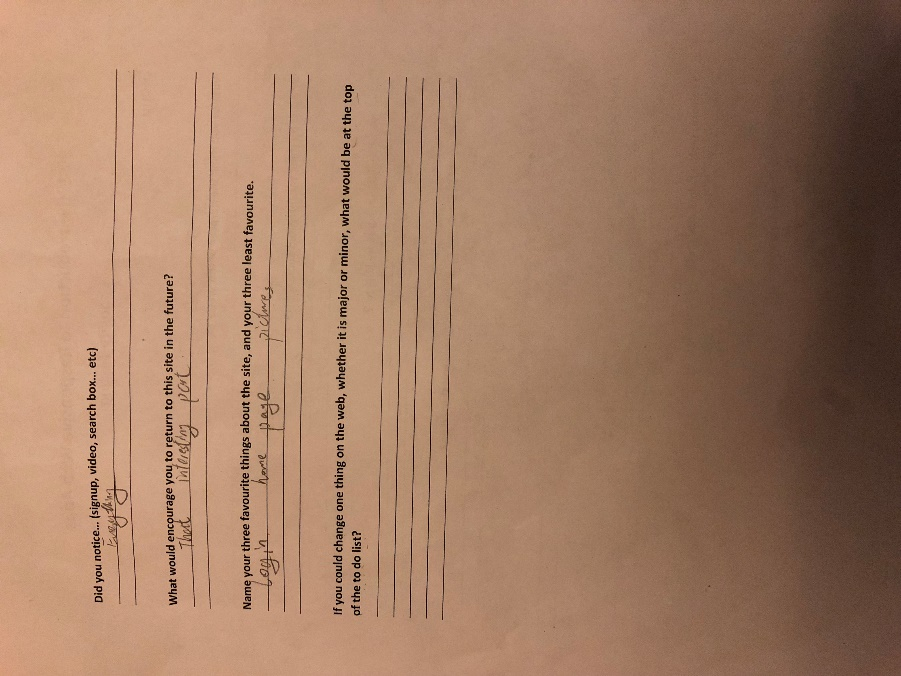 Did you notice... (signup, video, search box... etc)
Everything
What would encourage you to return to this site in the future?
That interesting part
Name your three favourite things about the site, and your three least favourite.
Login home page pictures
If you could change one thing on the web, whether it is major or minor, what would be at the top
of the to do list?